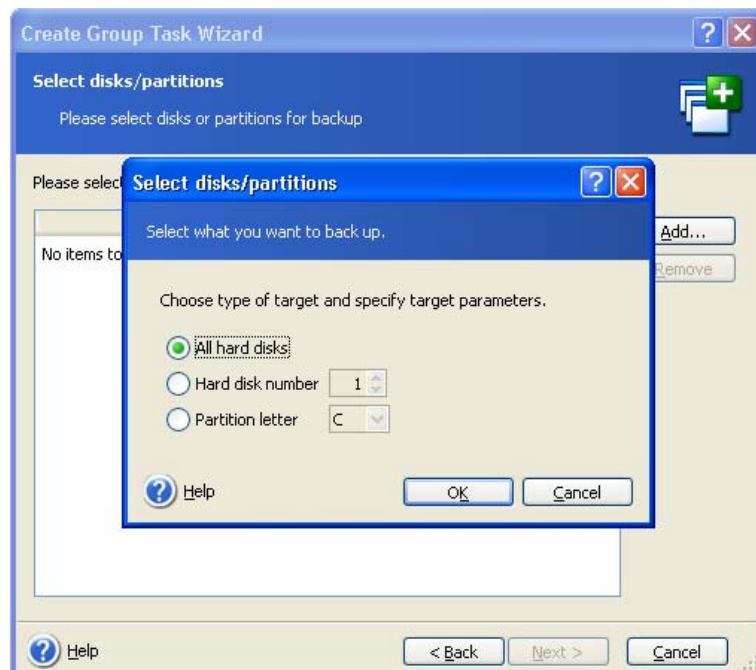 Create Group Task Wizard
Select disks/partitions
Please select disks or partitions for backup
Please select
Select disks/partitions
Select what you want to back up.
Add...
No items to
Remove
Choose type of target and specify target parameters.
All hard disks
Hard disk number 1
Partition letter C
Help OK Cancel
Help < Back Next > Cancel